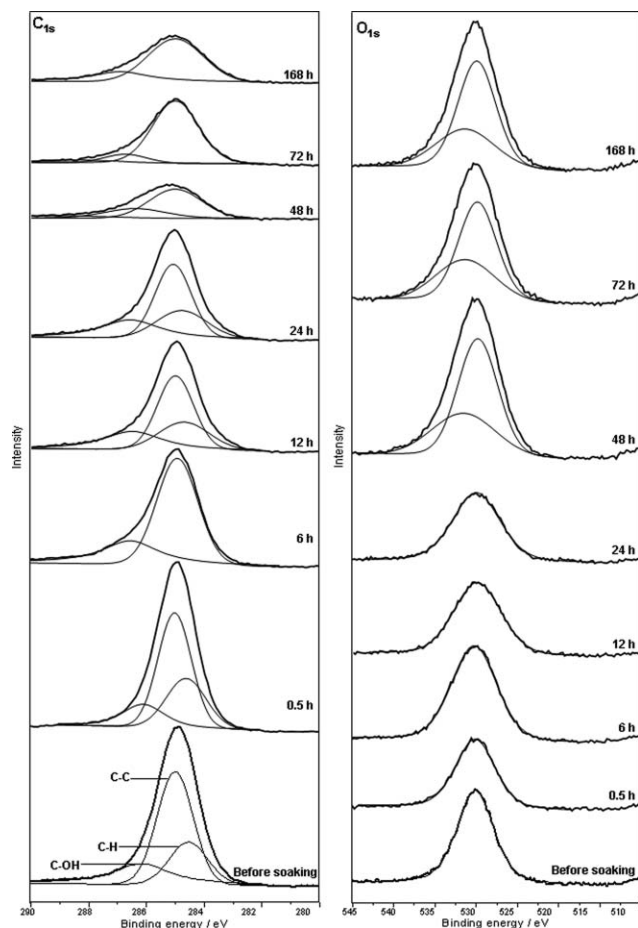 C1s
168 h
72 h
48 h
24 h
12 h
6 h
0.5 h
C-C
C-H
C-OH
Before soaking
Intensity
290 288 286 284 282 280
Binding energy / eV
O1s
168 h
72 h
48 h
24 h
12 h
6 h
0.5 h
Before soaking
Intensity
545 540 535 530 525 520 515 510
Binding energy / eV